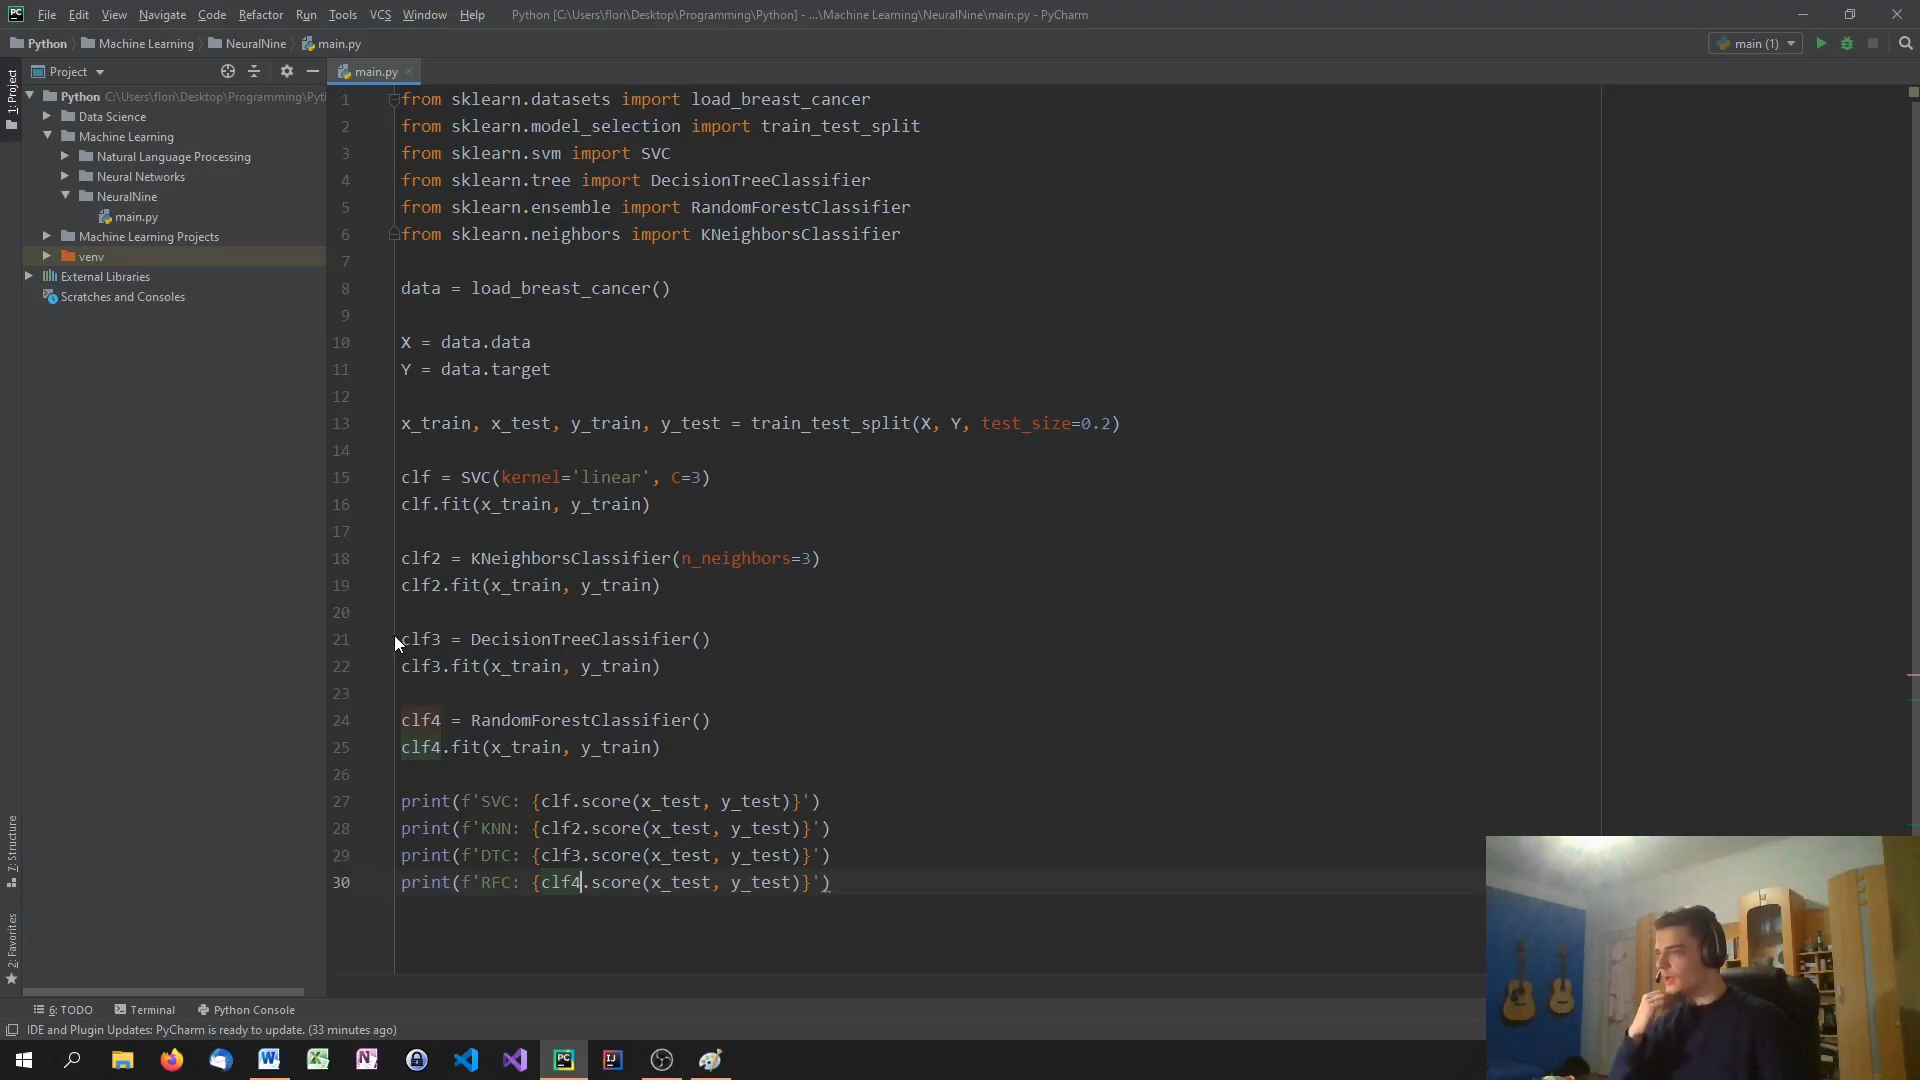 File Edit View Navigate Code Refactor Run Tools VCS Window Help Python [C:\Users\flori\Desktop\Programming\Python] - ...\Machine Learning\NeuralNine\main.py - PyCharm
Python Machine Learning NeuralNine main.py main (1)
1: Project
Project
Python C:\Users\flori\Desktop\Programming\Pyt
Data Science
Machine Learning
Natural Language Processing
Neural Networks
NeuralNine
main.py
Machine Learning Projects
venv
External Libraries
Scratches and Consoles
7: Structure
2: Favorites
main.py
1 from sklearn.datasets import load_breast_cancer
2 from sklearn.model_selection import train_test_split
3 from sklearn.svm import SVC
4 from sklearn.tree import DecisionTreeClassifier
5 from sklearn.ensemble import RandomForestClassifier
6 from sklearn.neighbors import KNeighborsClassifier
7
8 data = load_breast_cancer()
9
10 X = data.data
11 Y = data.target
12
13 x_train, x_test, y_train, y_test = train_test_split(X, Y, test_size=0.2)
14
15 clf = SVC(kernel='linear', C=3)
16 clf.fit(x_train, y_train)
17
18 clf2 = KNeighborsClassifier(n_neighbors=3)
19 clf2.fit(x_train, y_train)
20
21 clf3 = DecisionTreeClassifier()
22 clf3.fit(x_train, y_train)
23
24 clf4 = RandomForestClassifier()
25 clf4.fit(x_train, y_train)
26
27 print(f'SVC: {clf.score(x_test, y_test)}')
28 print(f'KNN: {clf2.score(x_test, y_test)}')
29 print(f'DTC: {clf3.score(x_test, y_test)}')
30 print(f'RFC: {clf4.score(x_test, y_test)}')
6: TODO Terminal Python Console
IDE and Plugin Updates: PyCharm is ready to update. (33 minutes ago)